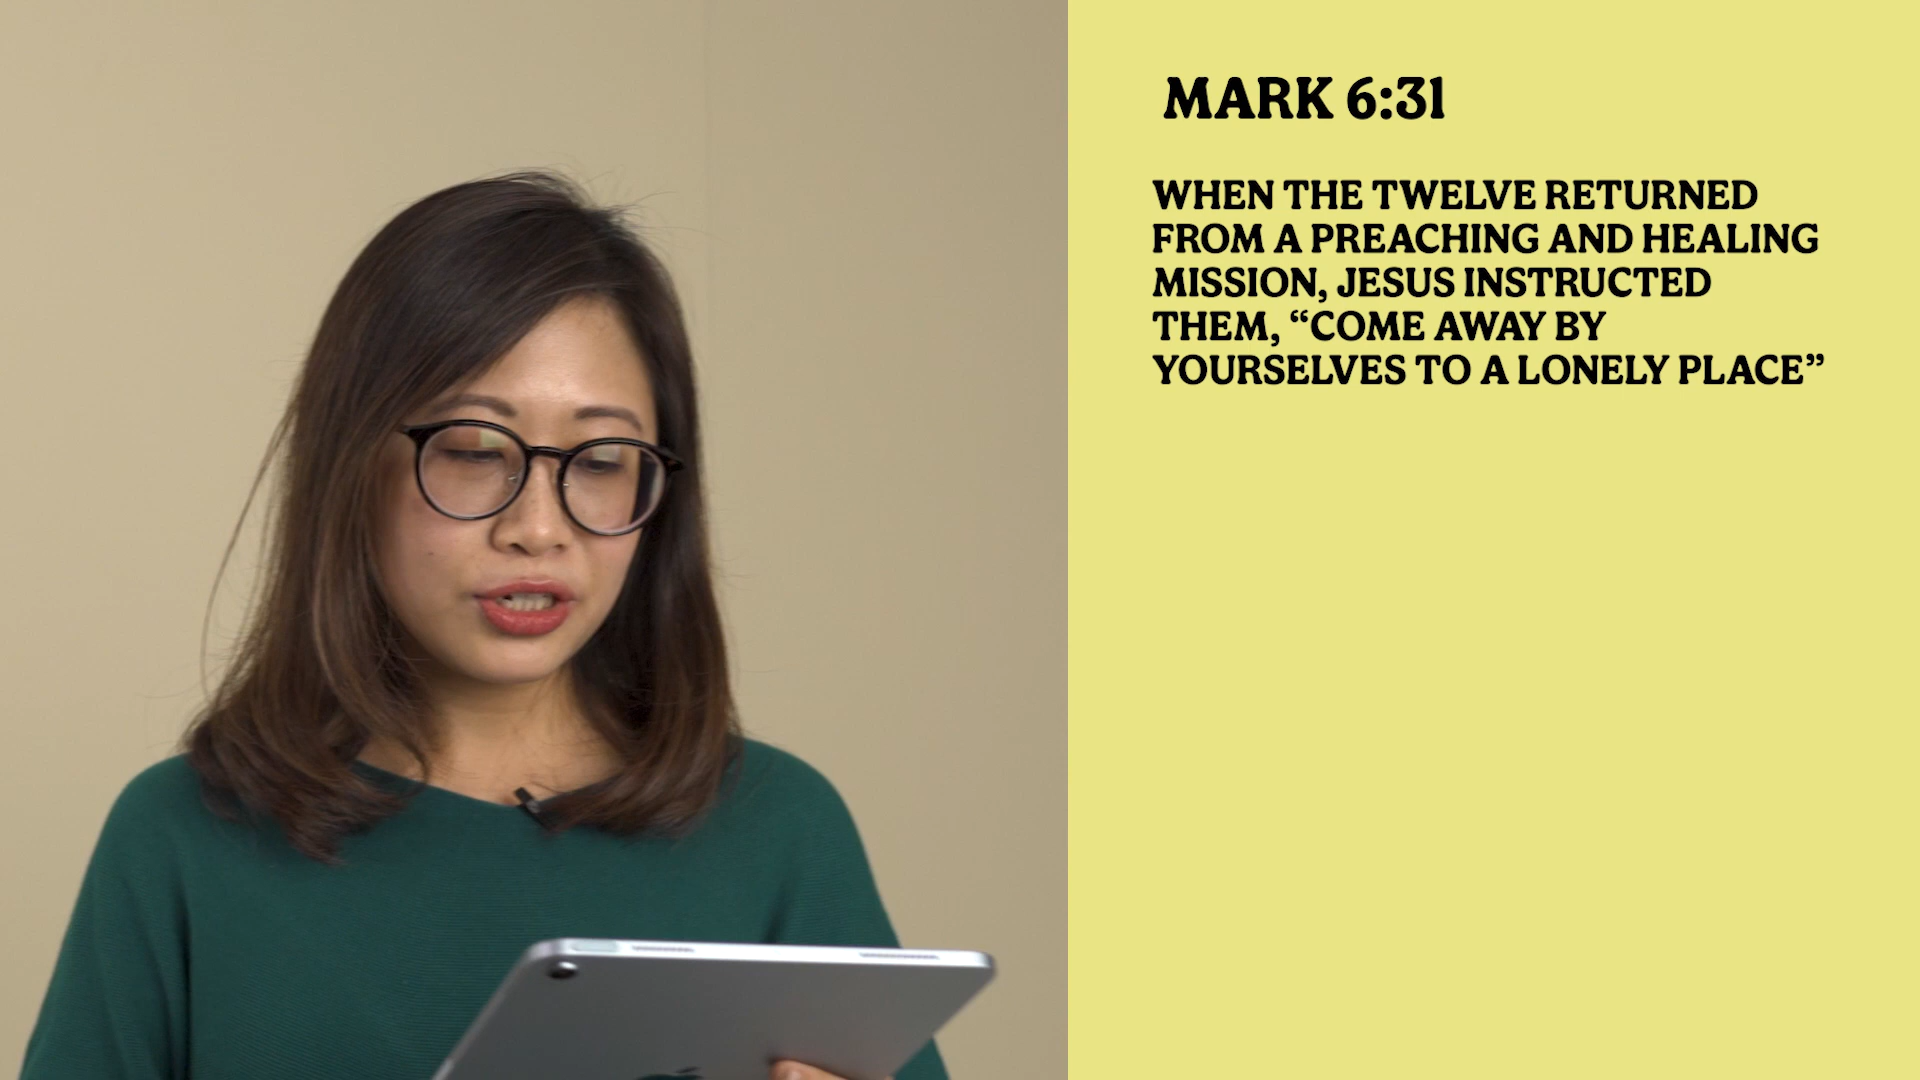 MARK 6:31
WHEN THE TWELVE RETURNED
FROM A PREACHING AND HEALING
MISSION, JESUS INSTRUCTED
THEM, “COME AWAY BY
YOURSELVES TO A LONELY PLACE”